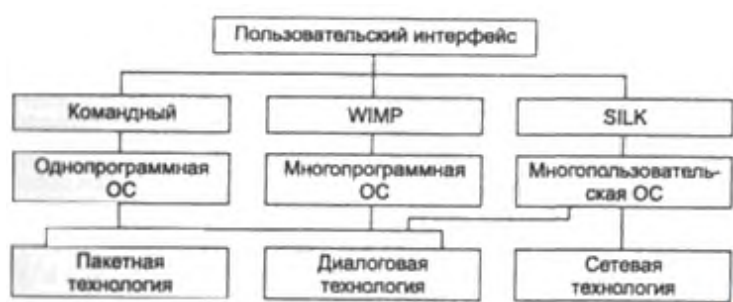 Пользовательский интерфейс
Командный
WIMP
SILK
Однопрограммная
ОС
Многопрограммная
ОС
Многопользователь-
ская ОС
Пакетная
технология
Диалоговая
технология
Сетевая
технология